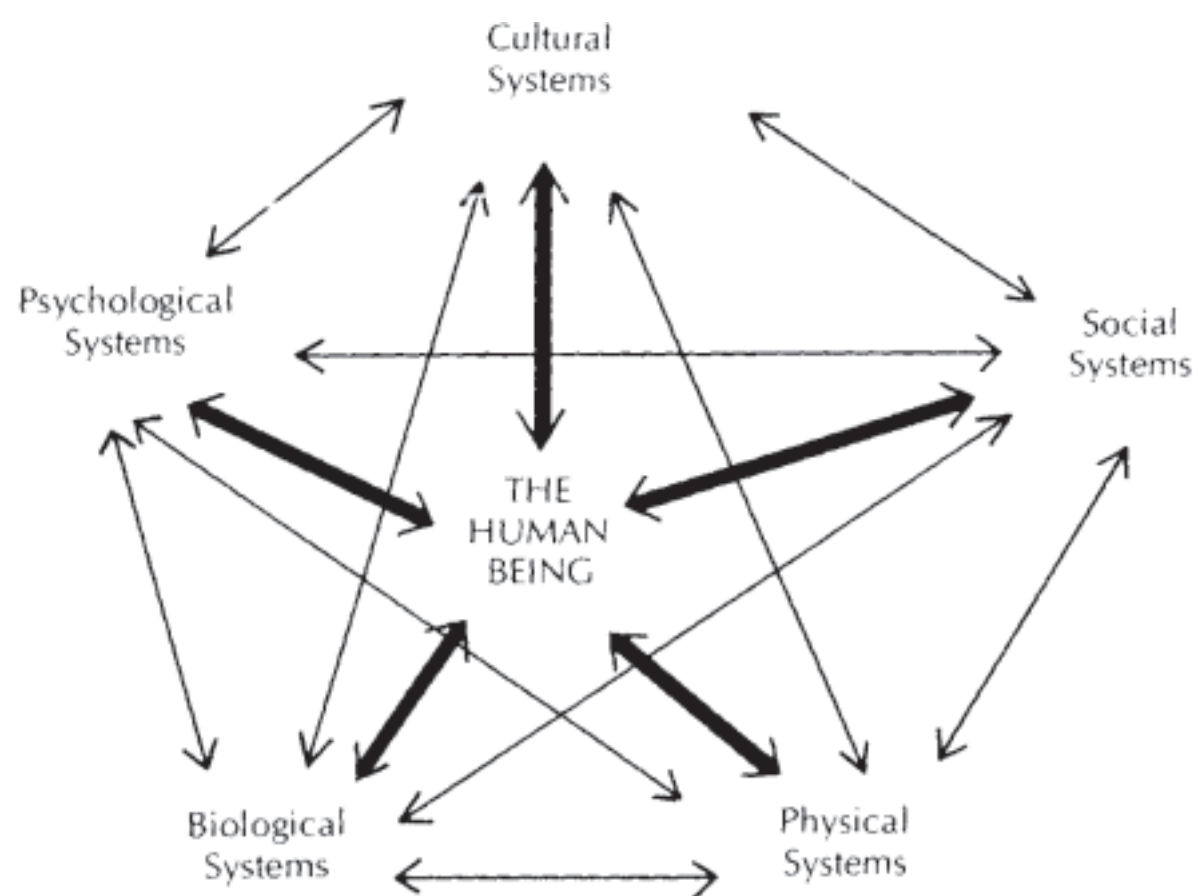 Cultural
Systems
Psychological
Systems
Social
Systems
THE
HUMAN
BEING
Biological
Systems
Physical
Systems